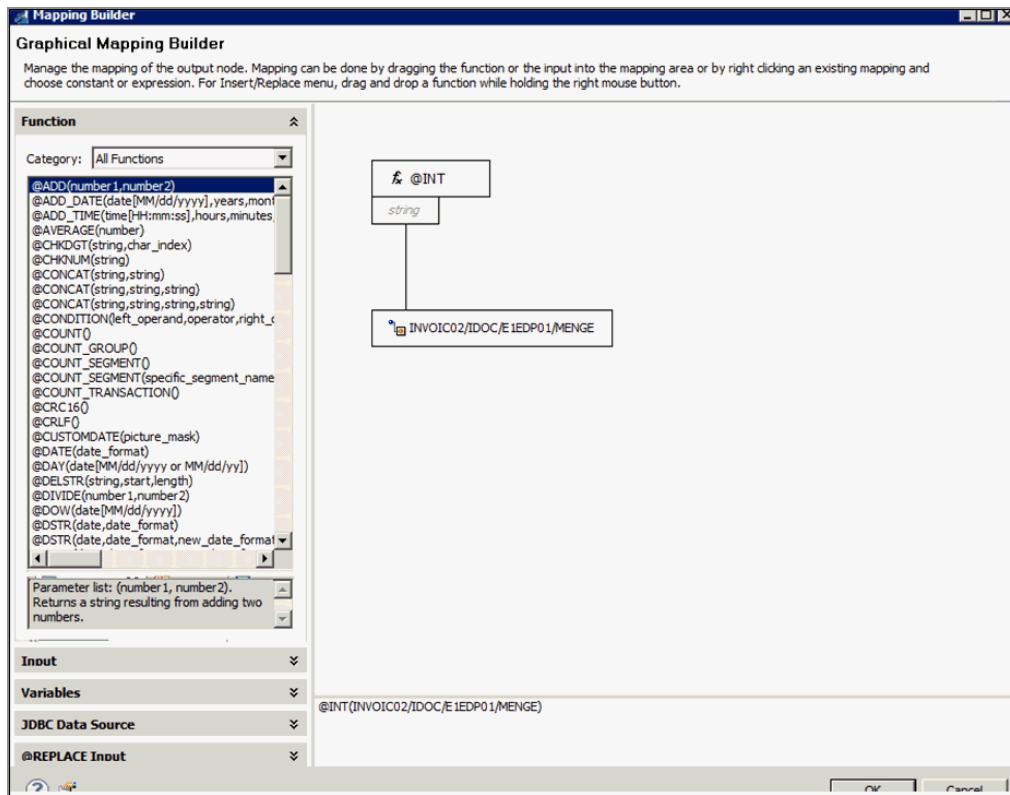 Mapping Builder
Graphical Mapping Builder
Manage the mapping of the output node. Mapping can be done by dragging the function or the input into the mapping area or by right clicking an existing mapping and
choose constant or expression. For Insert/Replace menu, drag and drop a function while holding the right mouse button.
Function
Category: All Functions
@ADD(number1,number2)
@ADD_DATE(date[MM/dd/yyyy],years,mont
@ADD_TIME(time[HH:mm:ss],hours,minutes,
@AVERAGE(number)
@CHKDGT(string,char_index)
@CHKNUM(string)
@CONCAT(string,string)
@CONCAT(string,string,string)
@CONCAT(string,string,string,string)
@CONDITION(left_operand,operator,right_o
@COUNT()
@COUNT_GROUP()
@COUNT_SEGMENT()
@COUNT_SEGMENT(specific_segment_name
@COUNT_TRANSACTION()
@CRC16()
@CRLF()
@CUSTOMDATE(picture_mask)
@DATE(date_format)
@DAY(date[MM/dd/yyyy or MM/dd/yy])
@DELSTR(string,start,length)
@DIVIDE(number1,number2)
@DOW(date[MM/dd/yyyy])
@DSTR(date,date_format)
@DSTR(date,date_format,new_date_format
Parameter list: (number1, number2).
Returns a string resulting from adding two
numbers.
Input
Variables
JDBC Data Source
@REPLACE Input
fx @INT
string
INVOIC02/IDOC/E1EDP01/MENGE
@INT(INVOIC02/IDOC/E1EDP01/MENGE)
OK
Cancel